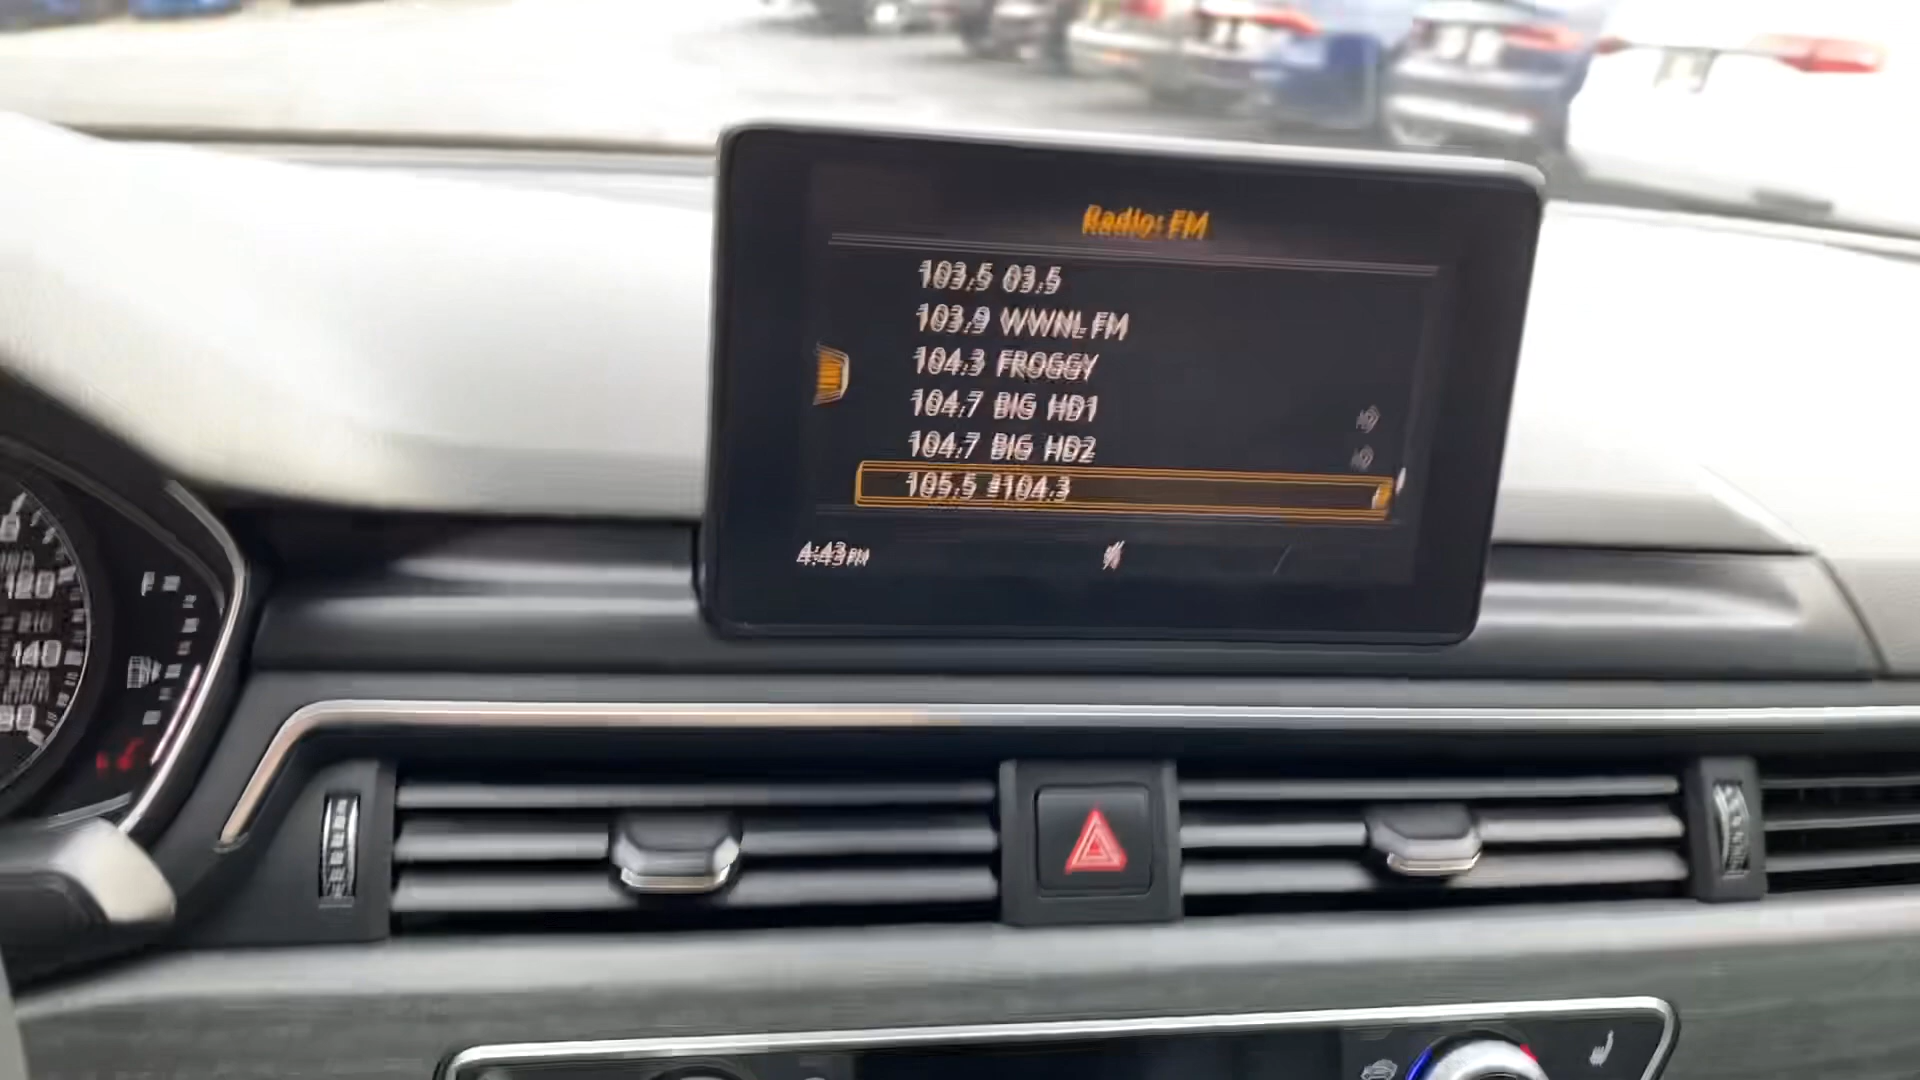 Radio: FM
103.5 03.5
103.9 WWNL FM
104.3 FROGGY
104.7 BIG HD1
104.7 BIG HD2
105.5 #104.3
4:43 PM
120
140